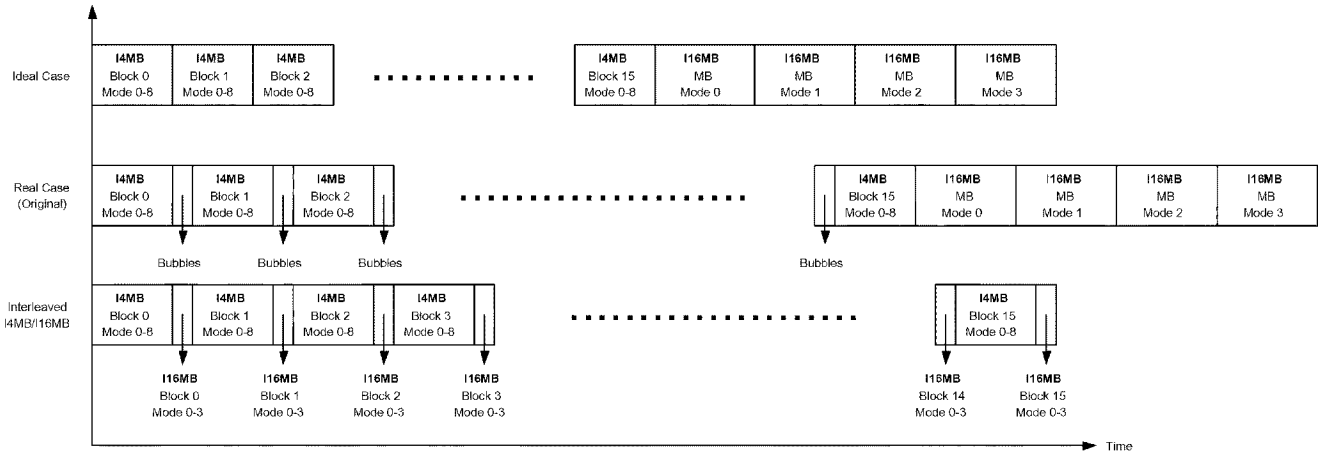 Ideal Case
I4MB
Block 0
Mode 0-8
I4MB
Block 1
Mode 0-8
I4MB
Block 2
Mode 0-8
I4MB
Block 15
Mode 0-8
I16MB
MB
Mode 0
I16MB
MB
Mode 1
I16MB
MB
Mode 2
I16MB
MB
Mode 3
Real Case
(Original)
I4MB
Block 0
Mode 0-8
I4MB
Block 1
Mode 0-8
I4MB
Block 2
Mode 0-8
I4MB
Block 15
Mode 0-8
I16MB
MB
Mode 0
I16MB
MB
Mode 1
I16MB
MB
Mode 2
I16MB
MB
Mode 3
Bubbles
Bubbles
Bubbles
Bubbles
Interleaved
I4MB/I16MB
I4MB
Block 0
Mode 0-8
I4MB
Block 1
Mode 0-8
I4MB
Block 2
Mode 0-8
I4MB
Block 3
Mode 0-8
I4MB
Block 15
Mode 0-8
I16MB
Block 0
Mode 0-3
I16MB
Block 1
Mode 0-3
I16MB
Block 2
Mode 0-3
I16MB
Block 3
Mode 0-3
I16MB
Block 14
Mode 0-3
I16MB
Block 15
Mode 0-3
Time